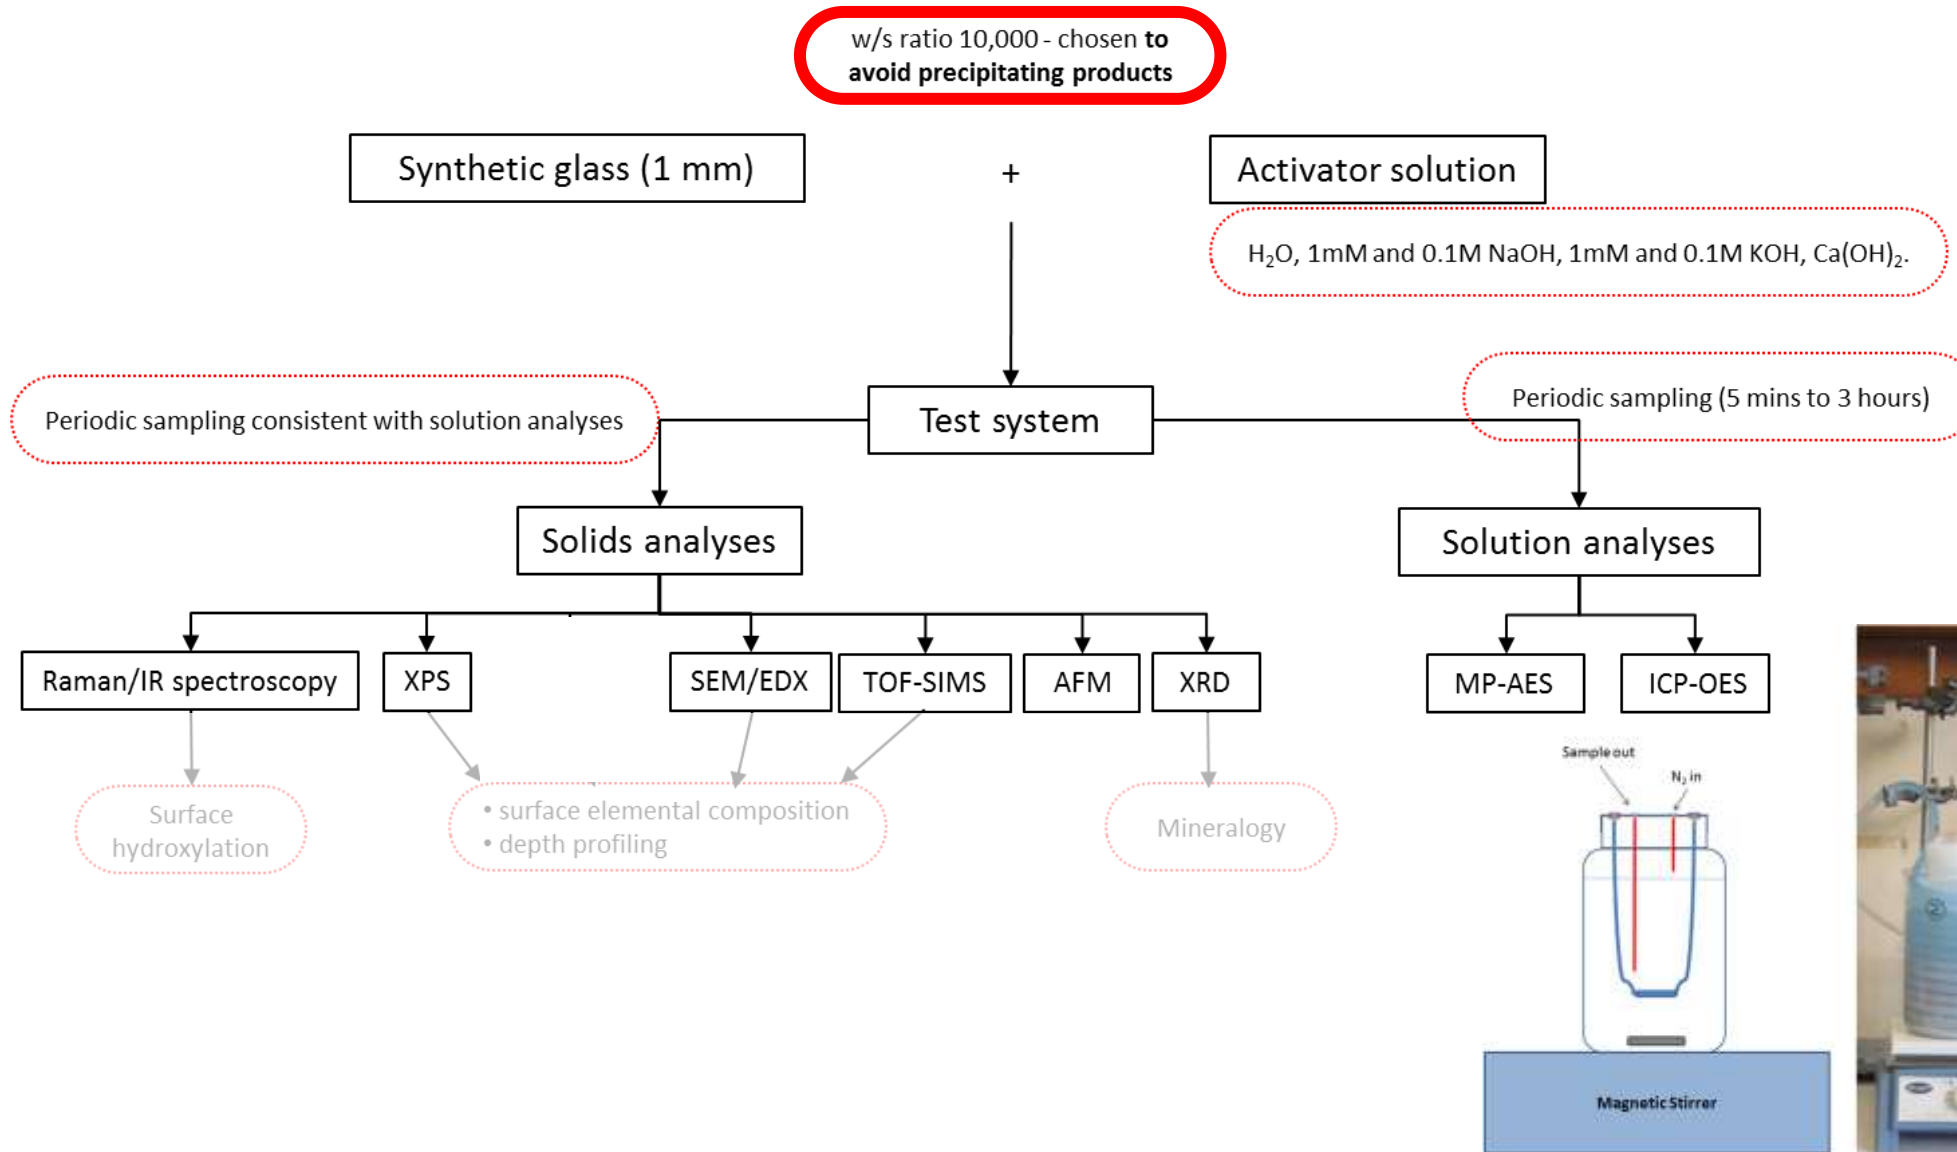 w/s ratio 10,000 - chosen to
avoid precipitating products
Synthetic glass (1 mm)
+
Activator solution
H₂O, 1mM and 0.1M NaOH, 1mM and 0.1M KOH, Ca(OH)₂.
Periodic sampling consistent with solution analyses
Test system
Periodic sampling (5 mins to 3 hours)
Solids analyses
Solution analyses
Raman/IR spectroscopy
XPS
SEM/EDX
TOF-SIMS
AFM
XRD
MP-AES
ICP-OES
Surface
hydroxylation
• surface elemental composition
• depth profiling
Mineralogy
Sample out
N₂ in
Magnetic Stirrer